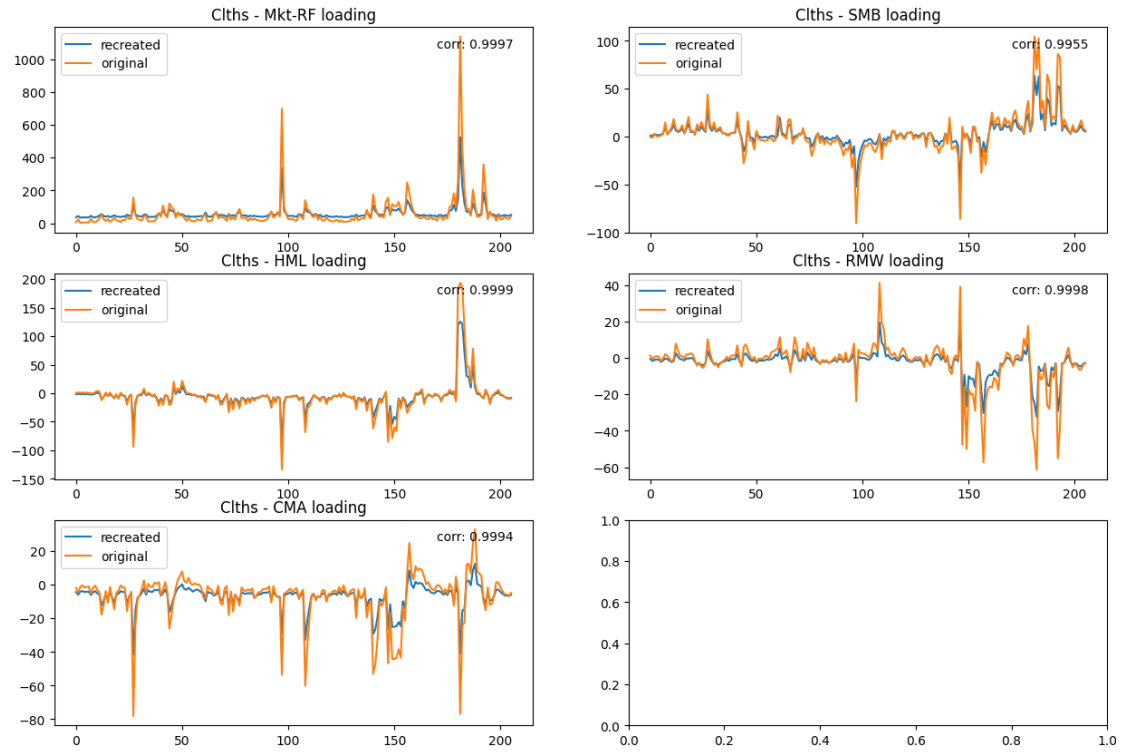 Clths - Mkt-RF loading
recreated
original
corr: 0.9997
1000
800
600
400
200
0
0 50 100 150 200
Clths - SMB loading
recreated
original
corr: 0.9955
100
50
0
−50
−100
0 50 100 150 200
Clths - HML loading
recreated
original
corr: 0.9999
200
150
100
50
0
−50
−100
−150
0 50 100 150 200
Clths - RMW loading
recreated
original
corr: 0.9998
40
20
0
−20
−40
−60
0 50 100 150 200
Clths - CMA loading
recreated
original
corr: 0.9994
20
0
−20
−40
−60
−80
0 50 100 150 200
1.0
0.8
0.6
0.4
0.2
0.0
0.0 0.2 0.4 0.6 0.8 1.0